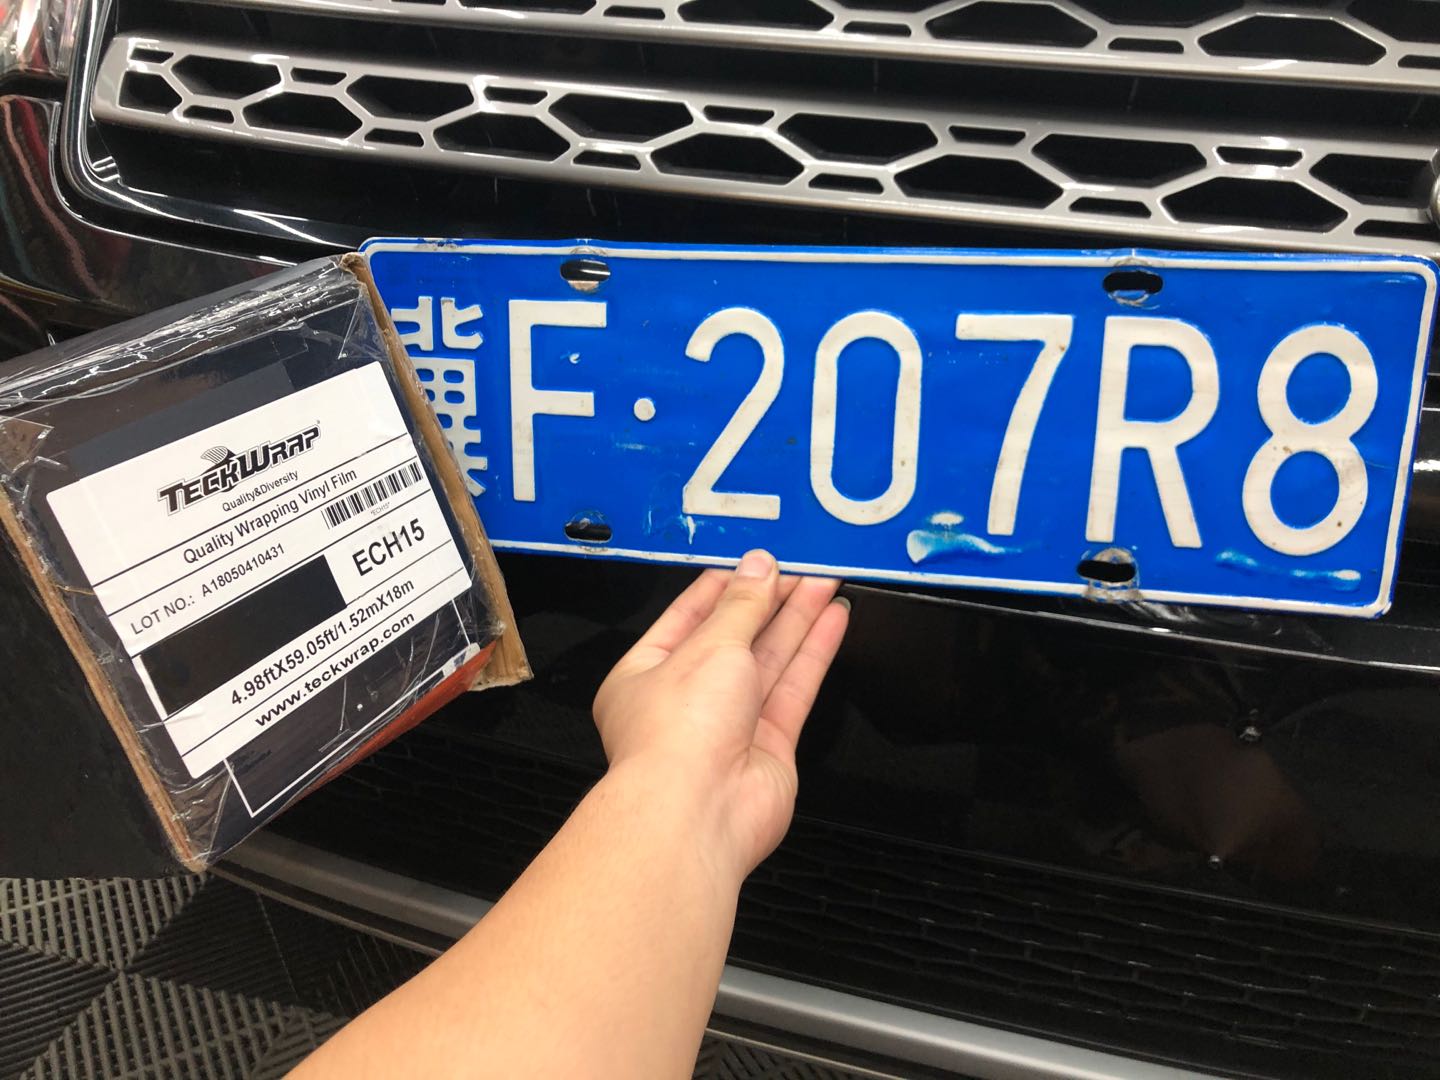 TECKWRAP®
Quality&Diversity
Quality Wrapping Vinyl Film
*ECH15*
LOT NO.: A18050410431
ECH15
4.98ftX59.05ft/1.52mX18m
www.teckwrap.com
冀F·207R8